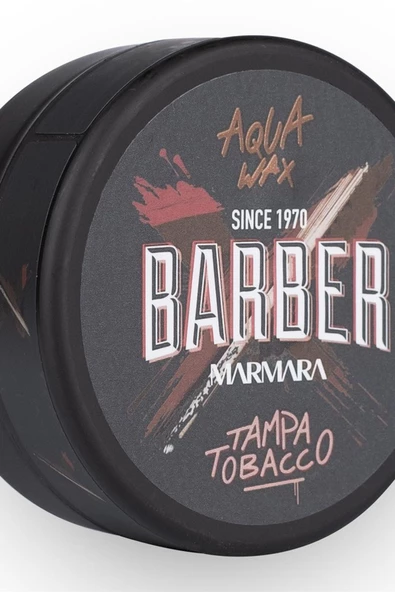 AQUA
WAX
SINCE 1970
BARBER
MARMARA
TAMPA
TOBACCO